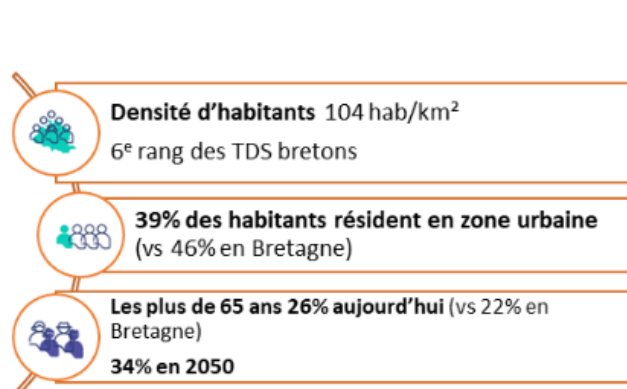 Densité d’habitants 104 hab/km²
6ᵉ rang des TDS bretons
39% des habitants résident en zone urbaine
(vs 46% en Bretagne)
Les plus de 65 ans 26% aujourd’hui (vs 22% en
Bretagne)
34% en 2050